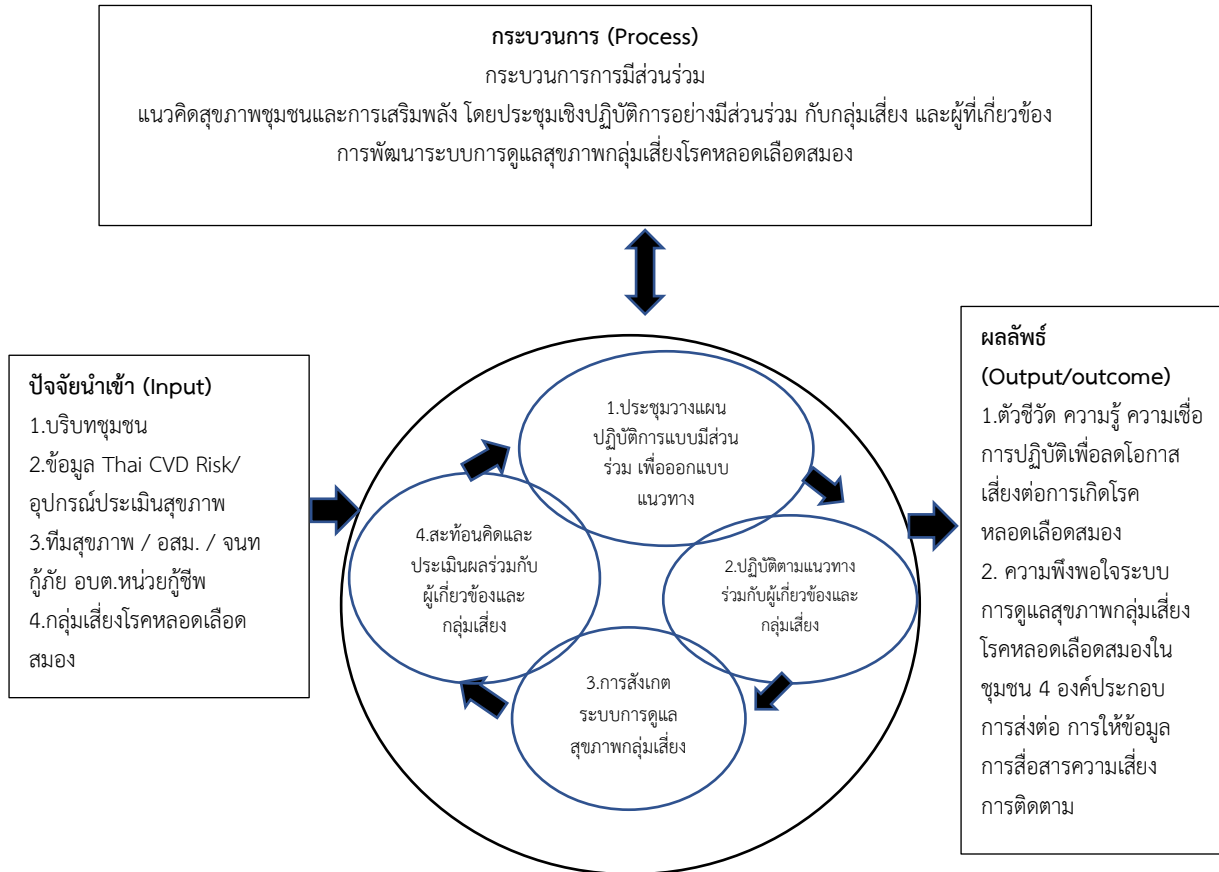 กระบวนการ (Process)
กระบวนการการมีส่วนร่วม
แนวคิดสุขภาพชุมชนและการเสริมพลัง โดยประชุมเชิงปฏิบัติการอย่างมีส่วนร่วม กับกลุ่มเสี่ยง และผู้ที่เกี่ยวข้อง
การพัฒนาระบบการดูแลสุขภาพกลุ่มเสี่ยงโรคหลอดเลือดสมอง
ปัจจัยนำเข้า (Input)
1.บริบทชุมชน
2.ข้อมูล Thai CVD Risk/
อุปกรณ์ประเมินสุขภาพ
3.ทีมสุขภาพ / อสม. / จนท
กู้ภัย อบต.หน่วยกู้ชีพ
4.กลุ่มเสี่ยงโรคหลอดเลือด
สมอง
1.ประชุมวางแผน
ปฏิบัติการแบบมีส่วน
ร่วม เพื่อออกแบบ
แนวทาง
2.ปฏิบัติตามแนวทาง
ร่วมกับผู้เกี่ยวข้องและ
กลุ่มเสี่ยง
3.การสังเกต
ระบบการดูแล
สุขภาพกลุ่มเสี่ยง
4.สะท้อนคิดและ
ประเมินผลร่วมกับ
ผู้เกี่ยวข้องและ
กลุ่มเสี่ยง
ผลลัพธ์
(Output/outcome)
1.ตัวชีวัด ความรู้ ความเชื่อ
การปฏิบัติเพื่อลดโอกาส
เสี่ยงต่อการเกิดโรค
หลอดเลือดสมอง
2. ความพึงพอใจระบบ
การดูแลสุขภาพกลุ่มเสี่ยง
โรคหลอดเลือดสมองใน
ชุมชน 4 องค์ประกอบ
การส่งต่อ การให้ข้อมูล
การสื่อสารความเสี่ยง
การติดตาม